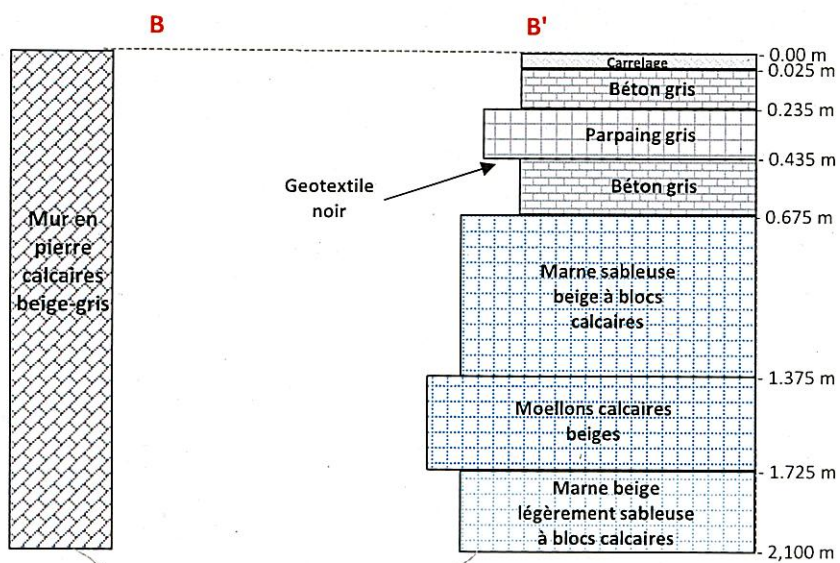 B
B'
- 0.00 m
Carrelage
- 0.025 m
Béton gris
- 0.235 m
Parpaing gris
- 0.435 m
Geotextile
noir
Béton gris
- 0.675 m
Mur en
pierre
calcaires
beige-gris
Marne sableuse
beige à blocs
calcaires
- 1.375 m
Moellons calcaires
beiges
- 1.725 m
Marne beige
légèrement sableuse
à blocs calcaires
- 2,100 m